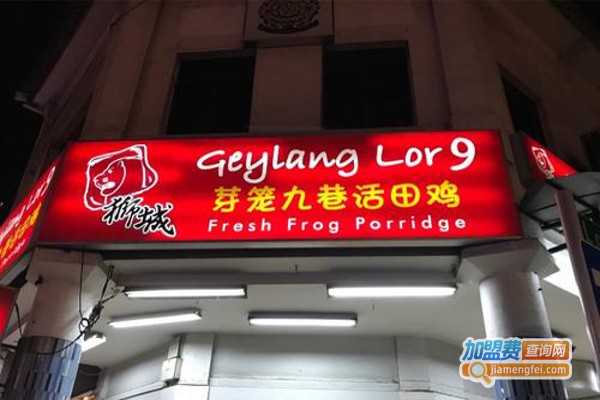 Geylang Lor 9
芽笼九巷活田鸡
Fresh Frog Porridge
狮城
加盟费查询网
jiamengfei.com